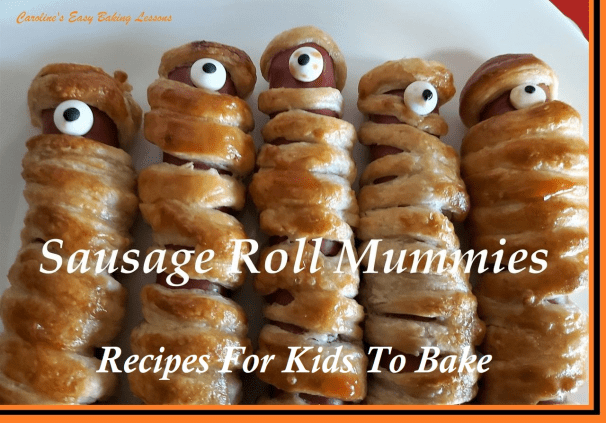 Caroline's Easy Baking Lessons
Sausage Roll Mummies
Recipes For Kids To Bake